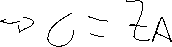 ⇒ C = ZA